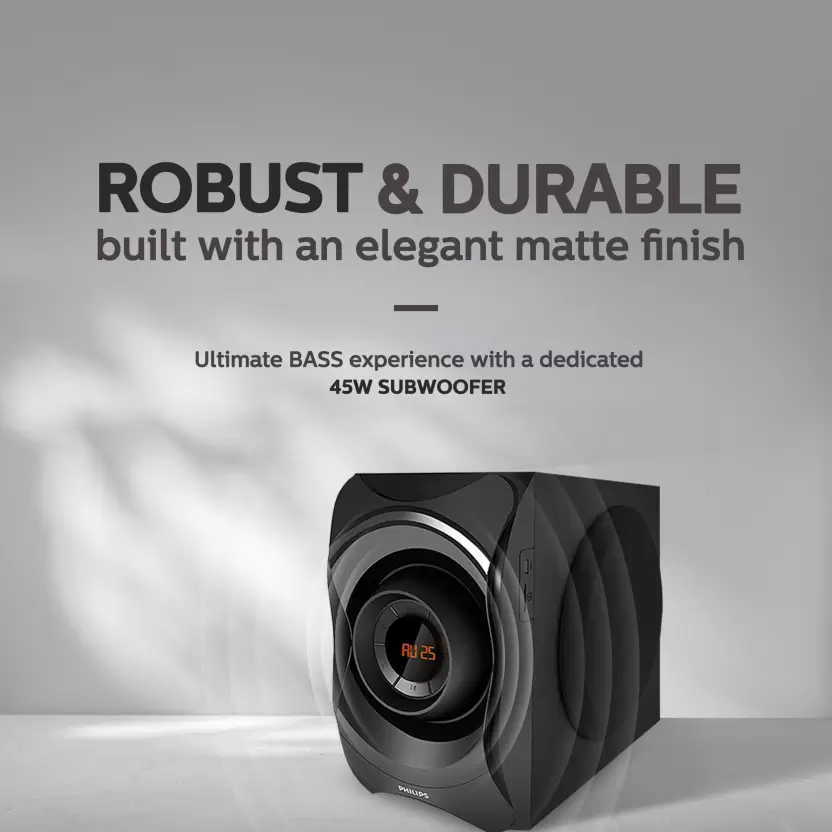 ROBUST & DURABLE
built with an elegant matte finish
Ultimate BASS experience with a dedicated
45W SUBWOOFER
AU 25
PHILIPS